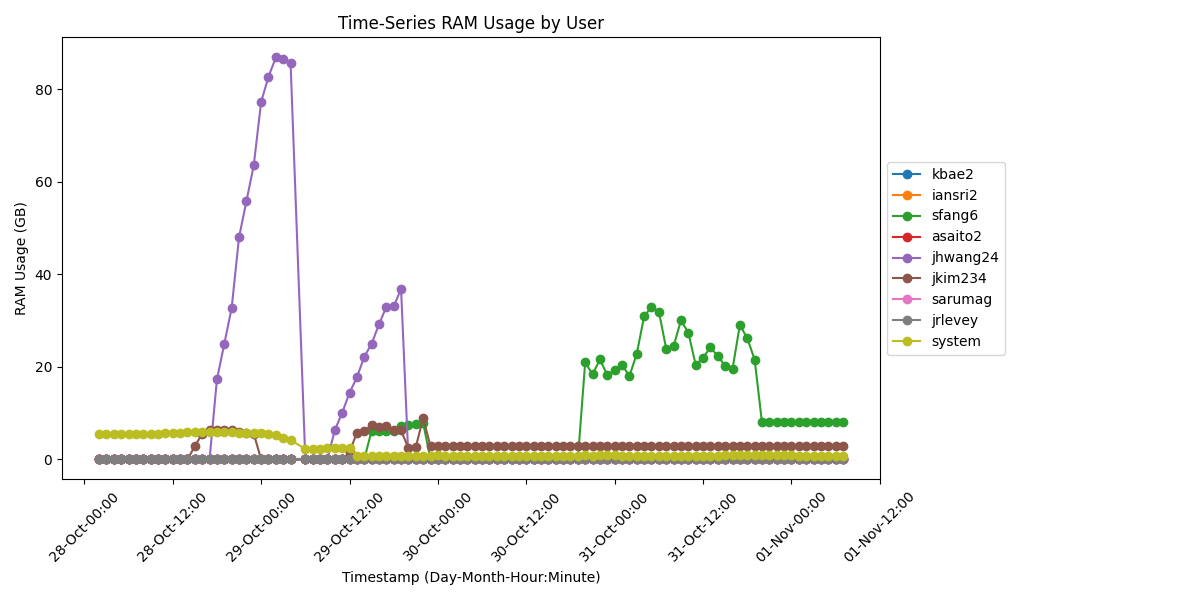 Time-Series RAM Usage by User
RAM Usage (GB)
80
60
40
20
0
28-Oct-00:00
28-Oct-12:00
29-Oct-00:00
29-Oct-12:00
30-Oct-00:00
30-Oct-12:00
31-Oct-00:00
31-Oct-12:00
01-Nov-00:00
01-Nov-12:00
Timestamp (Day-Month-Hour:Minute)
kbae2
iansri2
sfang6
asaito2
jhwang24
jkim234
sarumag
jrlevey
system